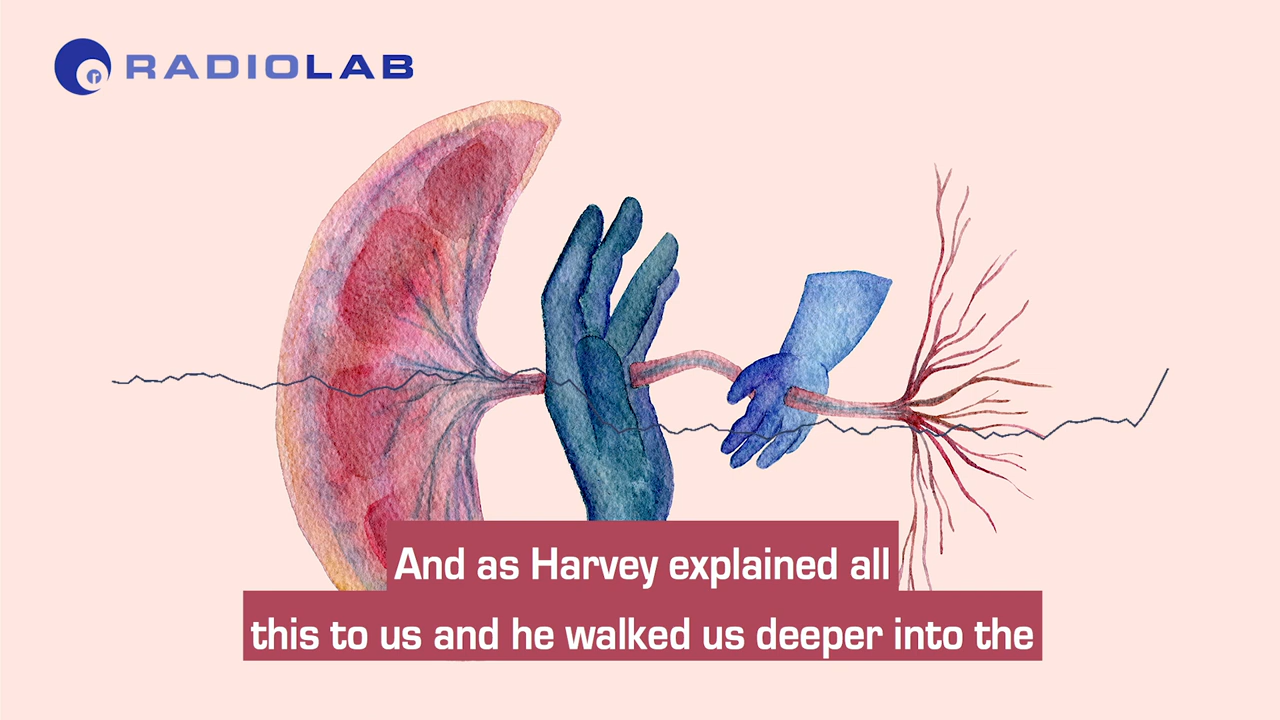 RADIOLAB
And as Harvey explained all
this to us and he walked us deeper into the